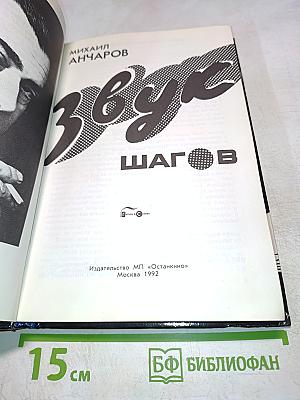 МИХАИЛ
АНЧАРОВ
Звук
ШАГОВ
Издательство МП «Останкино»
Москва 1992
15 см
БФ БИБЛИОФАН